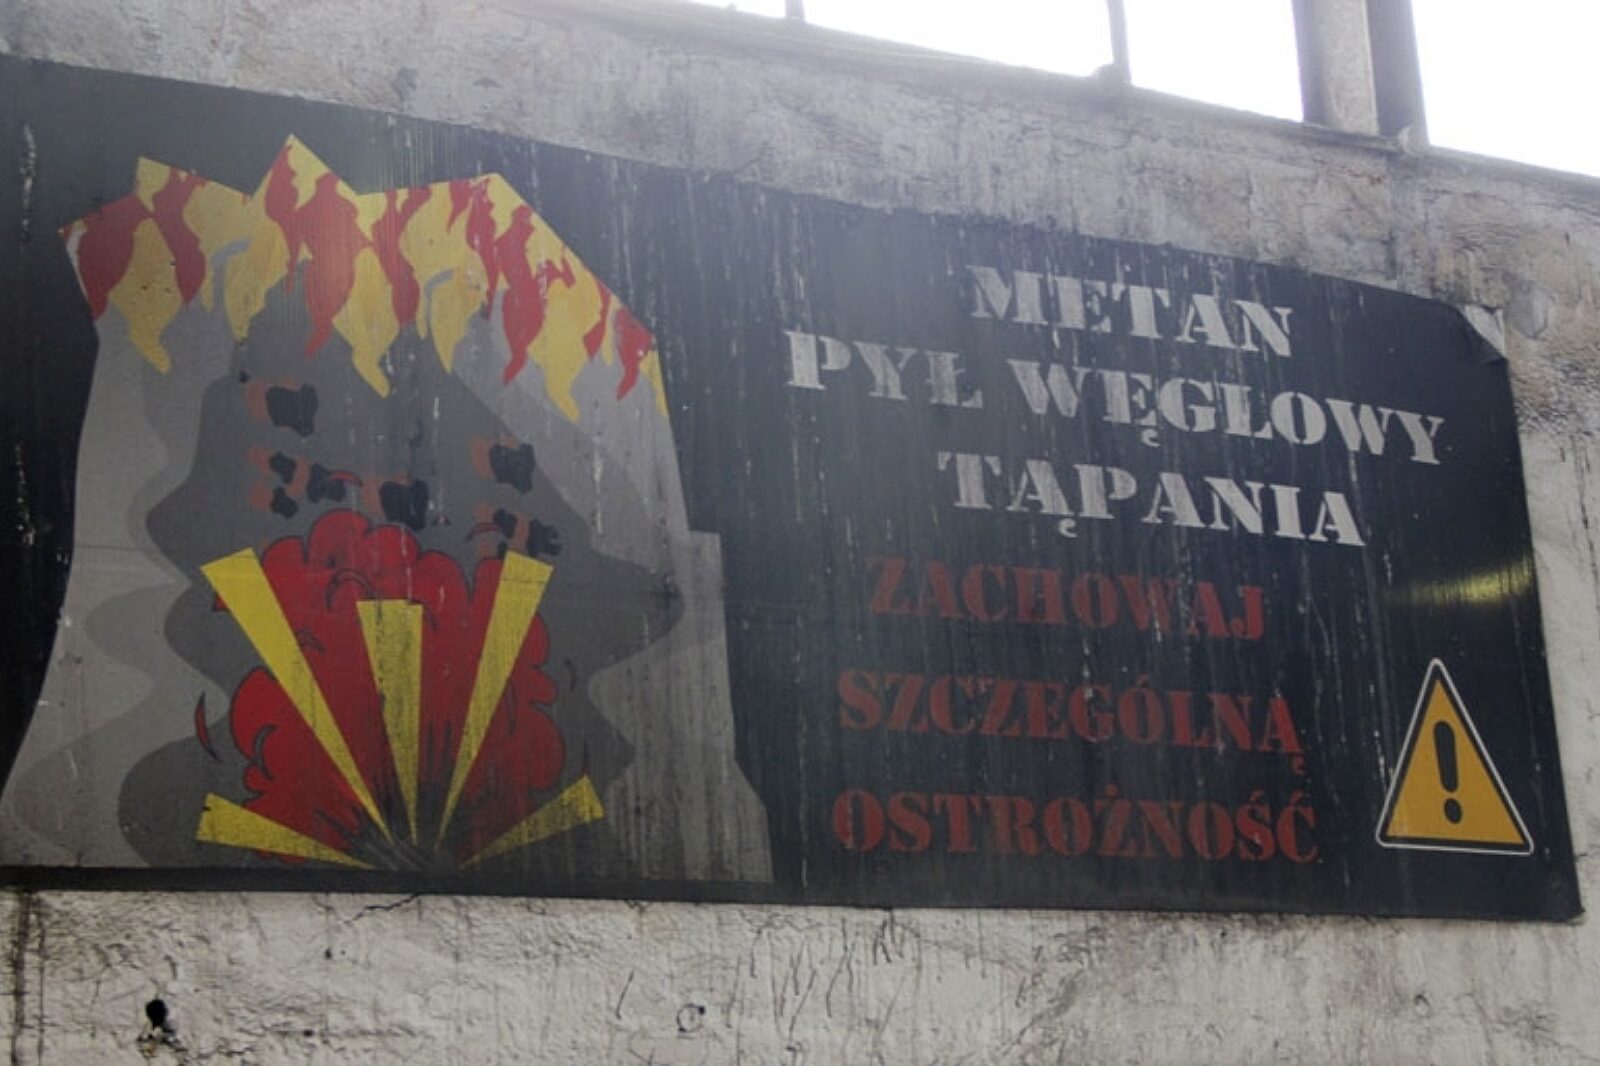 METAN
PYŁ WĘGLOWY
TĄPANIA
ZACHOWAJ
SZCZEGÓLNĄ
OSTROŻNOŚĆ
!